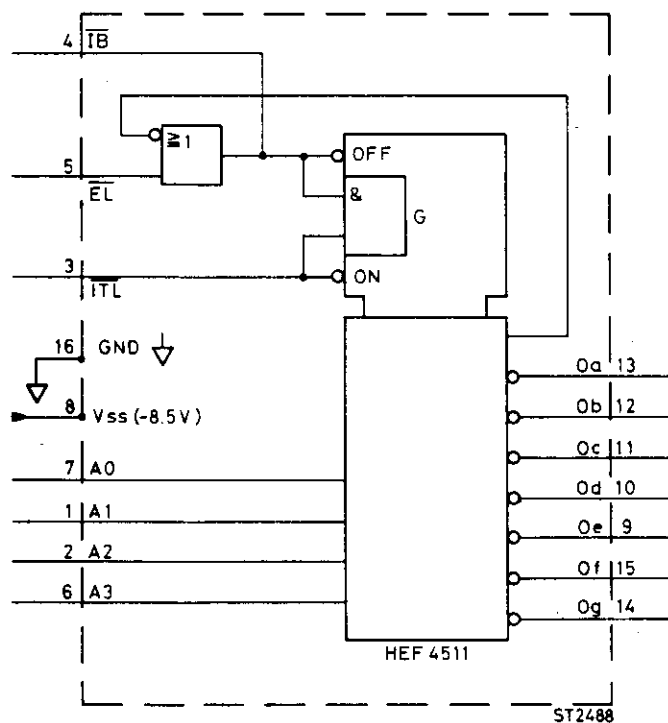 4 IB
≥1
OFF
5 EL
&
G
3 ITL
ON
16 GND
8 Vss (-8.5V)
Oa 13
Ob 12
Oc 11
7 A0
Od 10
1 A1
Oe 9
2 A2
Of 15
6 A3
Og 14
HEF 4511
ST2488